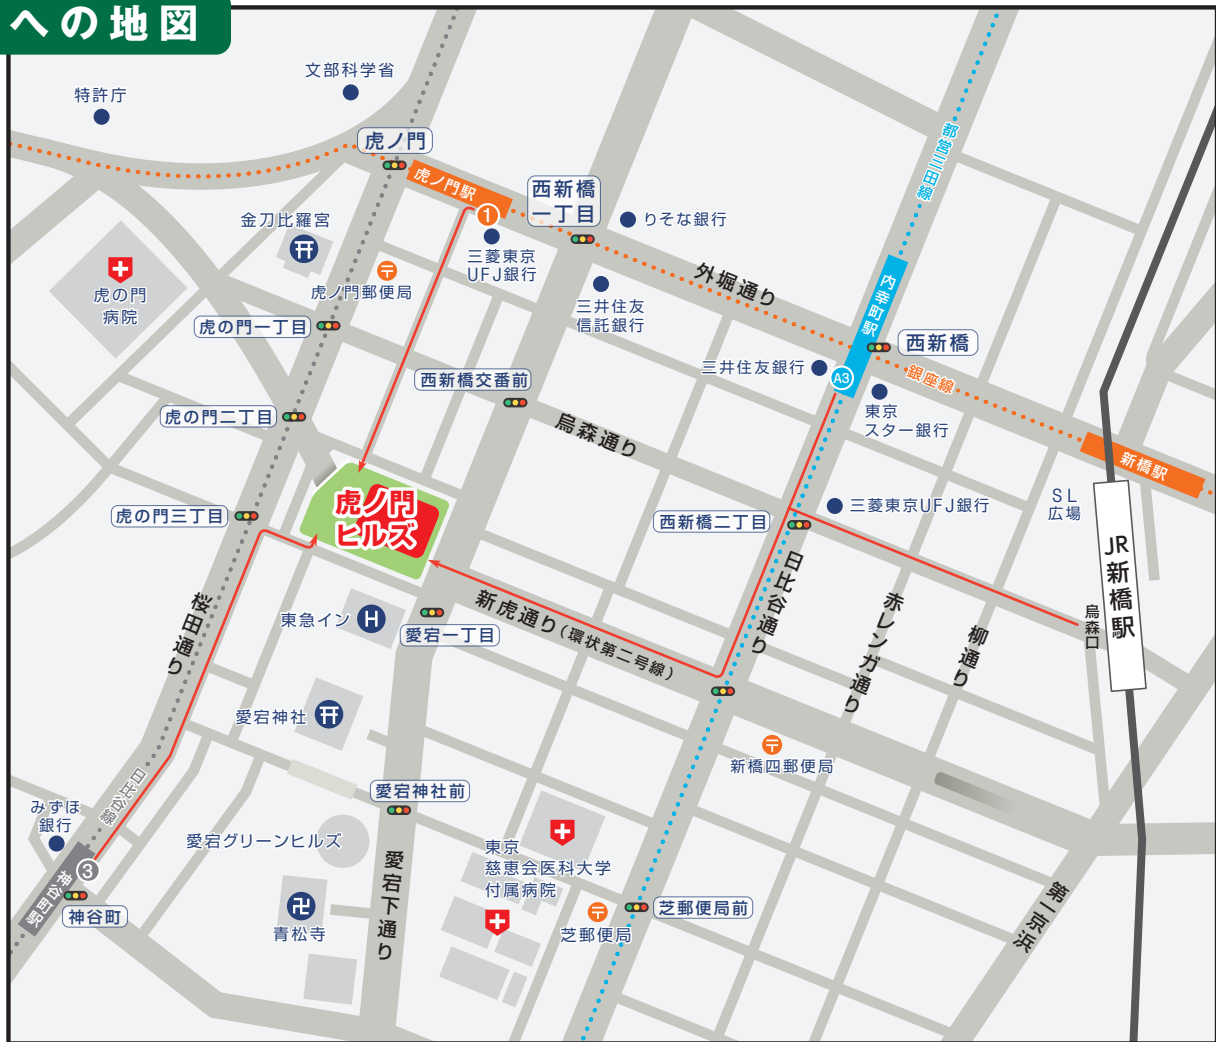 への地図
文部科学省
特許庁
虎ノ門
虎ノ門駅
1
西新橋
一丁目
りそな銀行
都営三田線
金刀比羅宮
三菱東京
UFJ銀行
虎ノ門郵便局
外堀通り
三井住友
信託銀行
内幸町駅
虎の門
病院
虎の門一丁目
西新橋
三井住友銀行
A3
銀座線
西新橋交番前
東京
スター銀行
虎の門二丁目
烏森通り
新橋駅
虎ノ門
ヒルズ
虎の門三丁目
西新橋二丁目
三菱東京UFJ銀行
SL
広場
JR新橋駅
日比谷通り
桜田通り
東急イン
H
愛宕一丁目
新虎通り(環状第二号線)
赤レンガ通り
柳通り
烏森口
愛宕神社
新橋四郵便局
日比谷線
みずほ
銀行
愛宕神社前
愛宕グリーンヒルズ
東京
慈恵会医科大学
付属病院
3
神谷町駅
神谷町
愛宕下通り
青松寺
芝郵便局
芝郵便局前
第一京浜